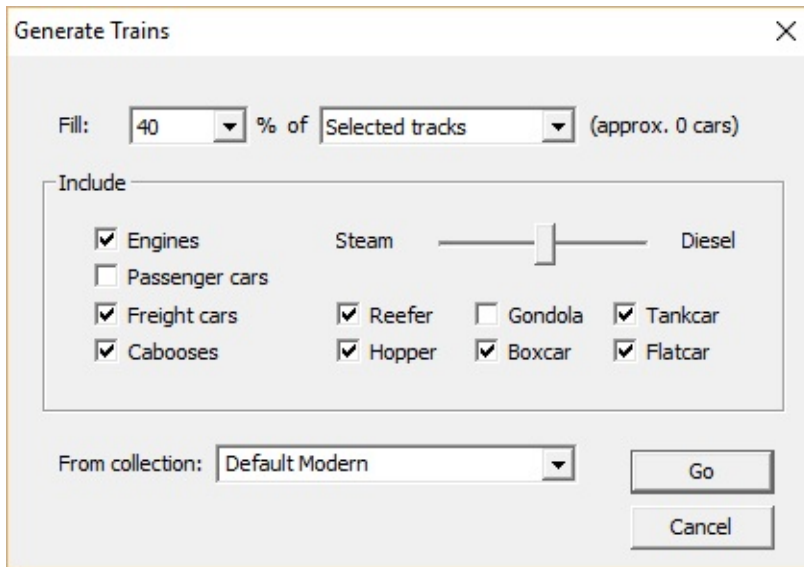 Generate Trains
Fill: 40 % of Selected tracks (approx. 0 cars)
Include
Engines Steam Diesel
Passenger cars
Freight cars Reefer Gondola Tankcar
Cabooses Hopper Boxcar Flatcar
From collection: Default Modern
Go
Cancel